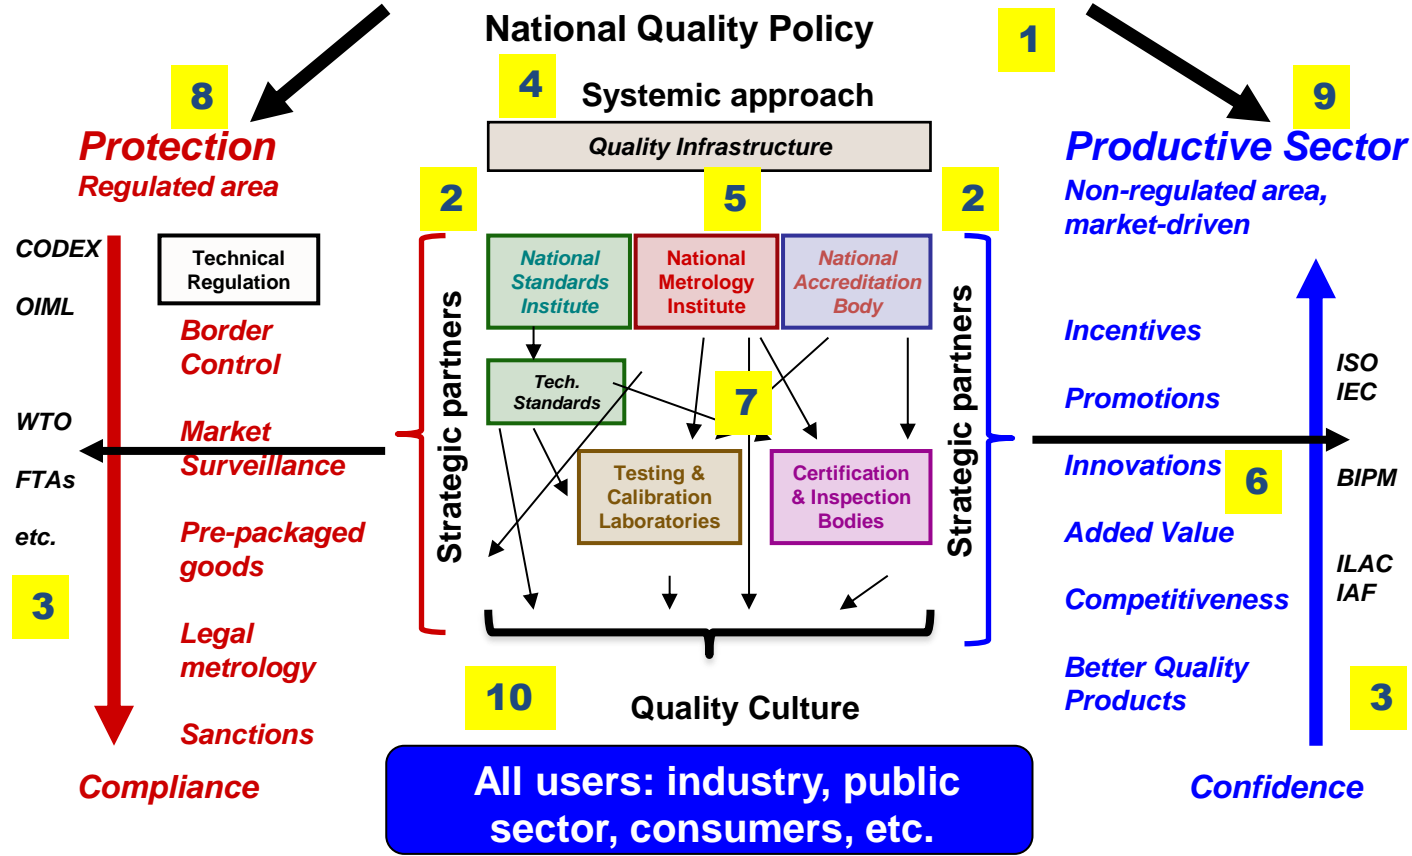 National Quality Policy
1
4
Systemic approach
Quality Infrastructure
8
Protection
Regulated area
9
Productive Sector
Non-regulated area,
market-driven
2
5
2
CODEX
OIML
WTO
FTAs
etc.
3
Technical
Regulation
Border
Control
Market
Surveillance
Pre-packaged
goods
Legal
metrology
Sanctions
Compliance
Strategic partners
National
Standards
Institute
National
Metrology
Institute
National
Accreditation
Body
Tech.
Standards
7
Testing &
Calibration
Laboratories
Certification
& Inspection
Bodies
Strategic partners
Incentives
Promotions
Innovations
6
Added Value
Competitiveness
Better Quality
Products
ISO
IEC
BIPM
ILAC
IAF
3
Confidence
10
Quality Culture
All users: industry, public
sector, consumers, etc.